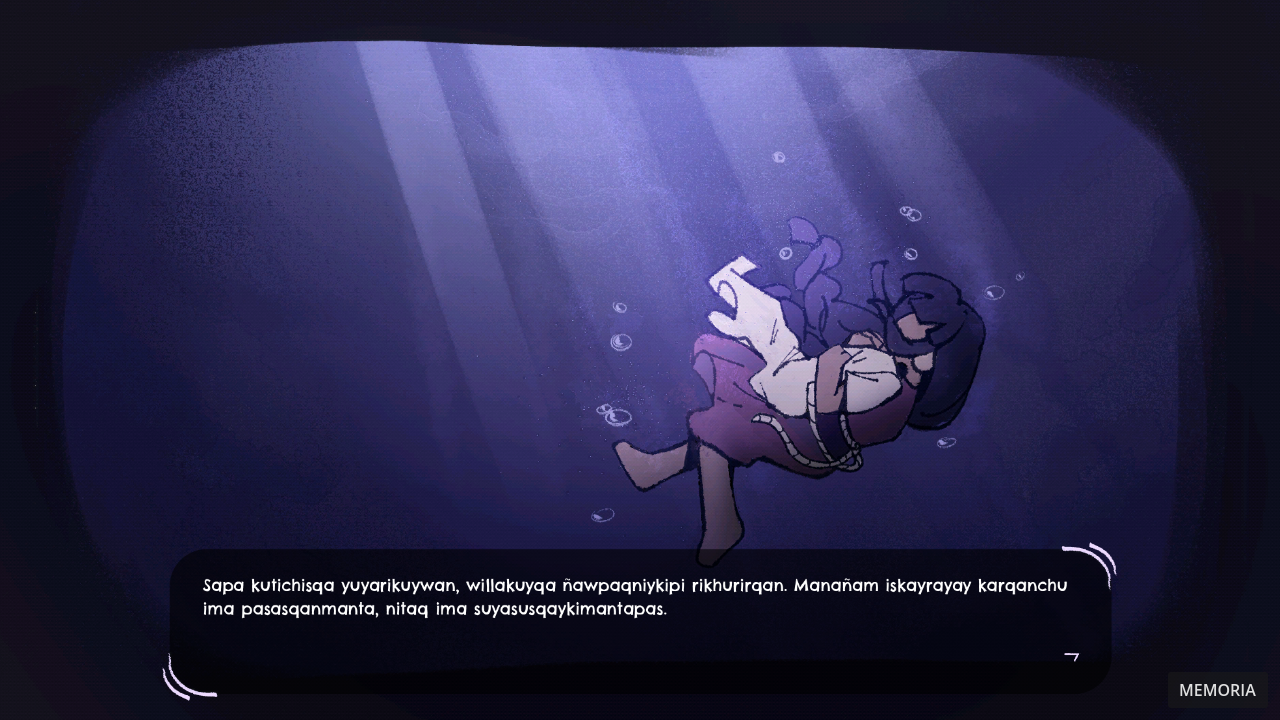 Sapa kutichisqa yuyarikuywan, willakuyqa ñawpaqniykipi rikhurirqan. Manañam iskayrayay karqanchu
ima pasasqanmanta, nitaq ima suyasusqaykimantapas.
MEMORIA